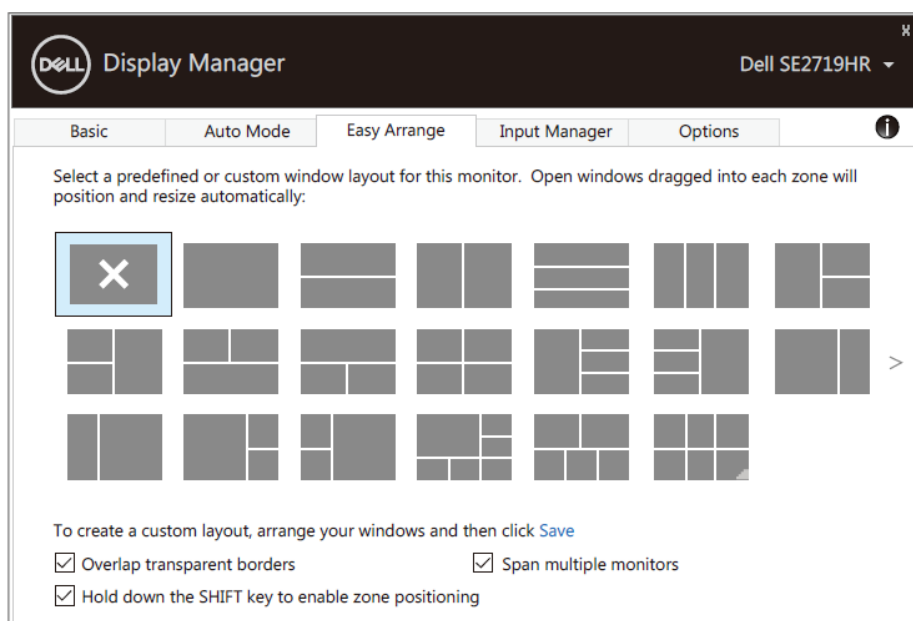 DELL Display Manager
Dell SE2719HR
Basic Auto Mode Easy Arrange Input Manager Options
Select a predefined or custom window layout for this monitor. Open windows dragged into each zone will
position and resize automatically:
>
To create a custom layout, arrange your windows and then click Save
Overlap transparent borders
Span multiple monitors
Hold down the SHIFT key to enable zone positioning